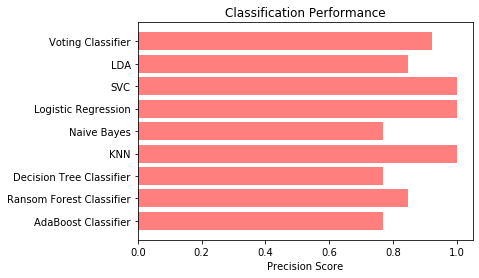 Classification Performance
Voting Classifier
LDA
SVC
Logistic Regression
Naive Bayes
KNN
Decision Tree Classifier
Ransom Forest Classifier
AdaBoost Classifier
0.0 0.2 0.4 0.6 0.8 1.0
Precision Score